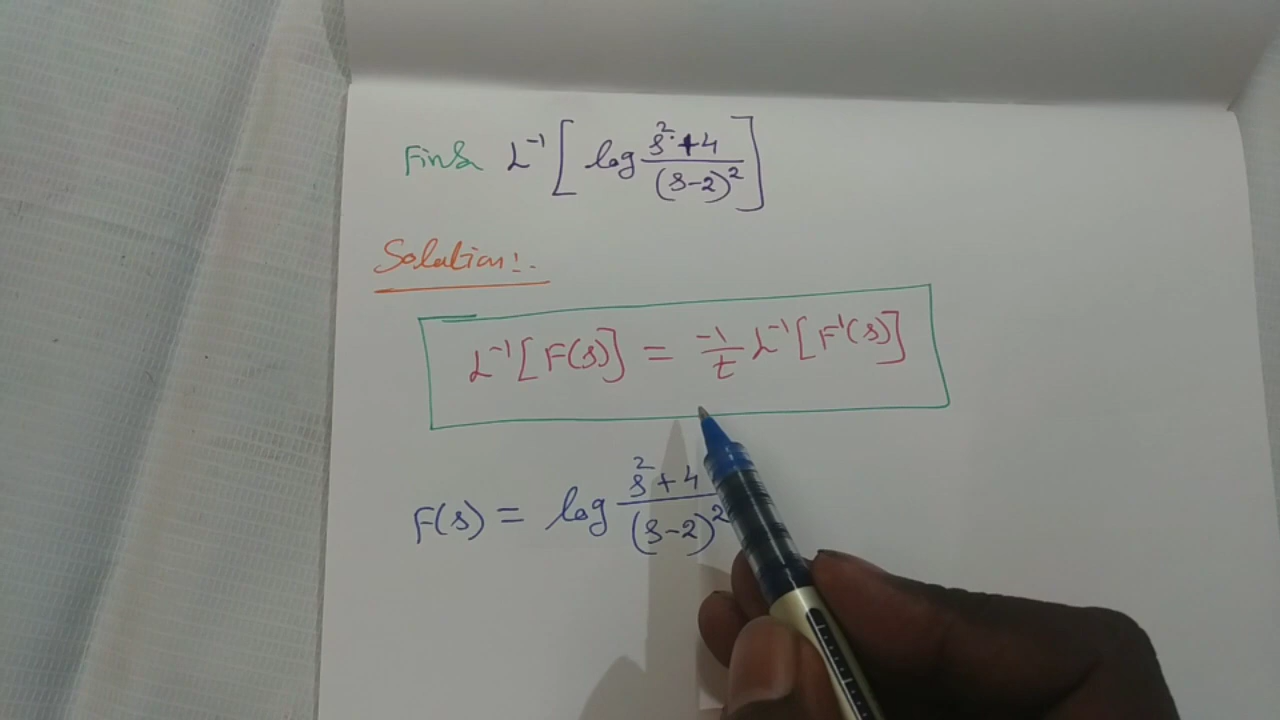 Find L⁻¹[log (s²+4)/(s-2)²]
Solution:-
L⁻¹[F(s)] = -1/t L⁻¹[F'(s)]
F(s) = log (s²+4)/(s-2)²